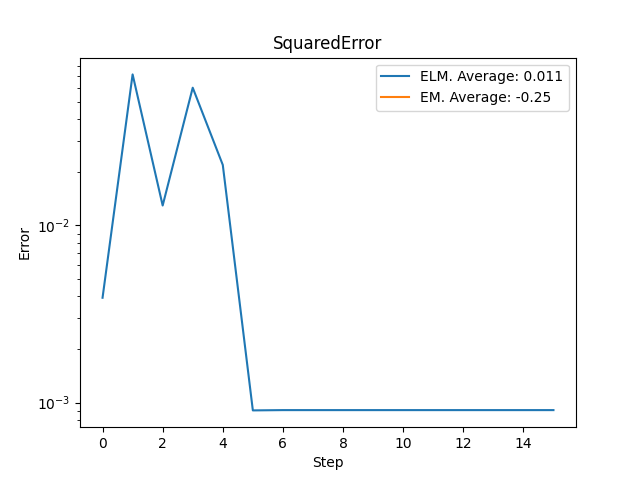 SquaredError
ELM. Average: 0.011
EM. Average: -0.25
Error
10⁻²
10⁻³
0 2 4 6 8 10 12 14
Step